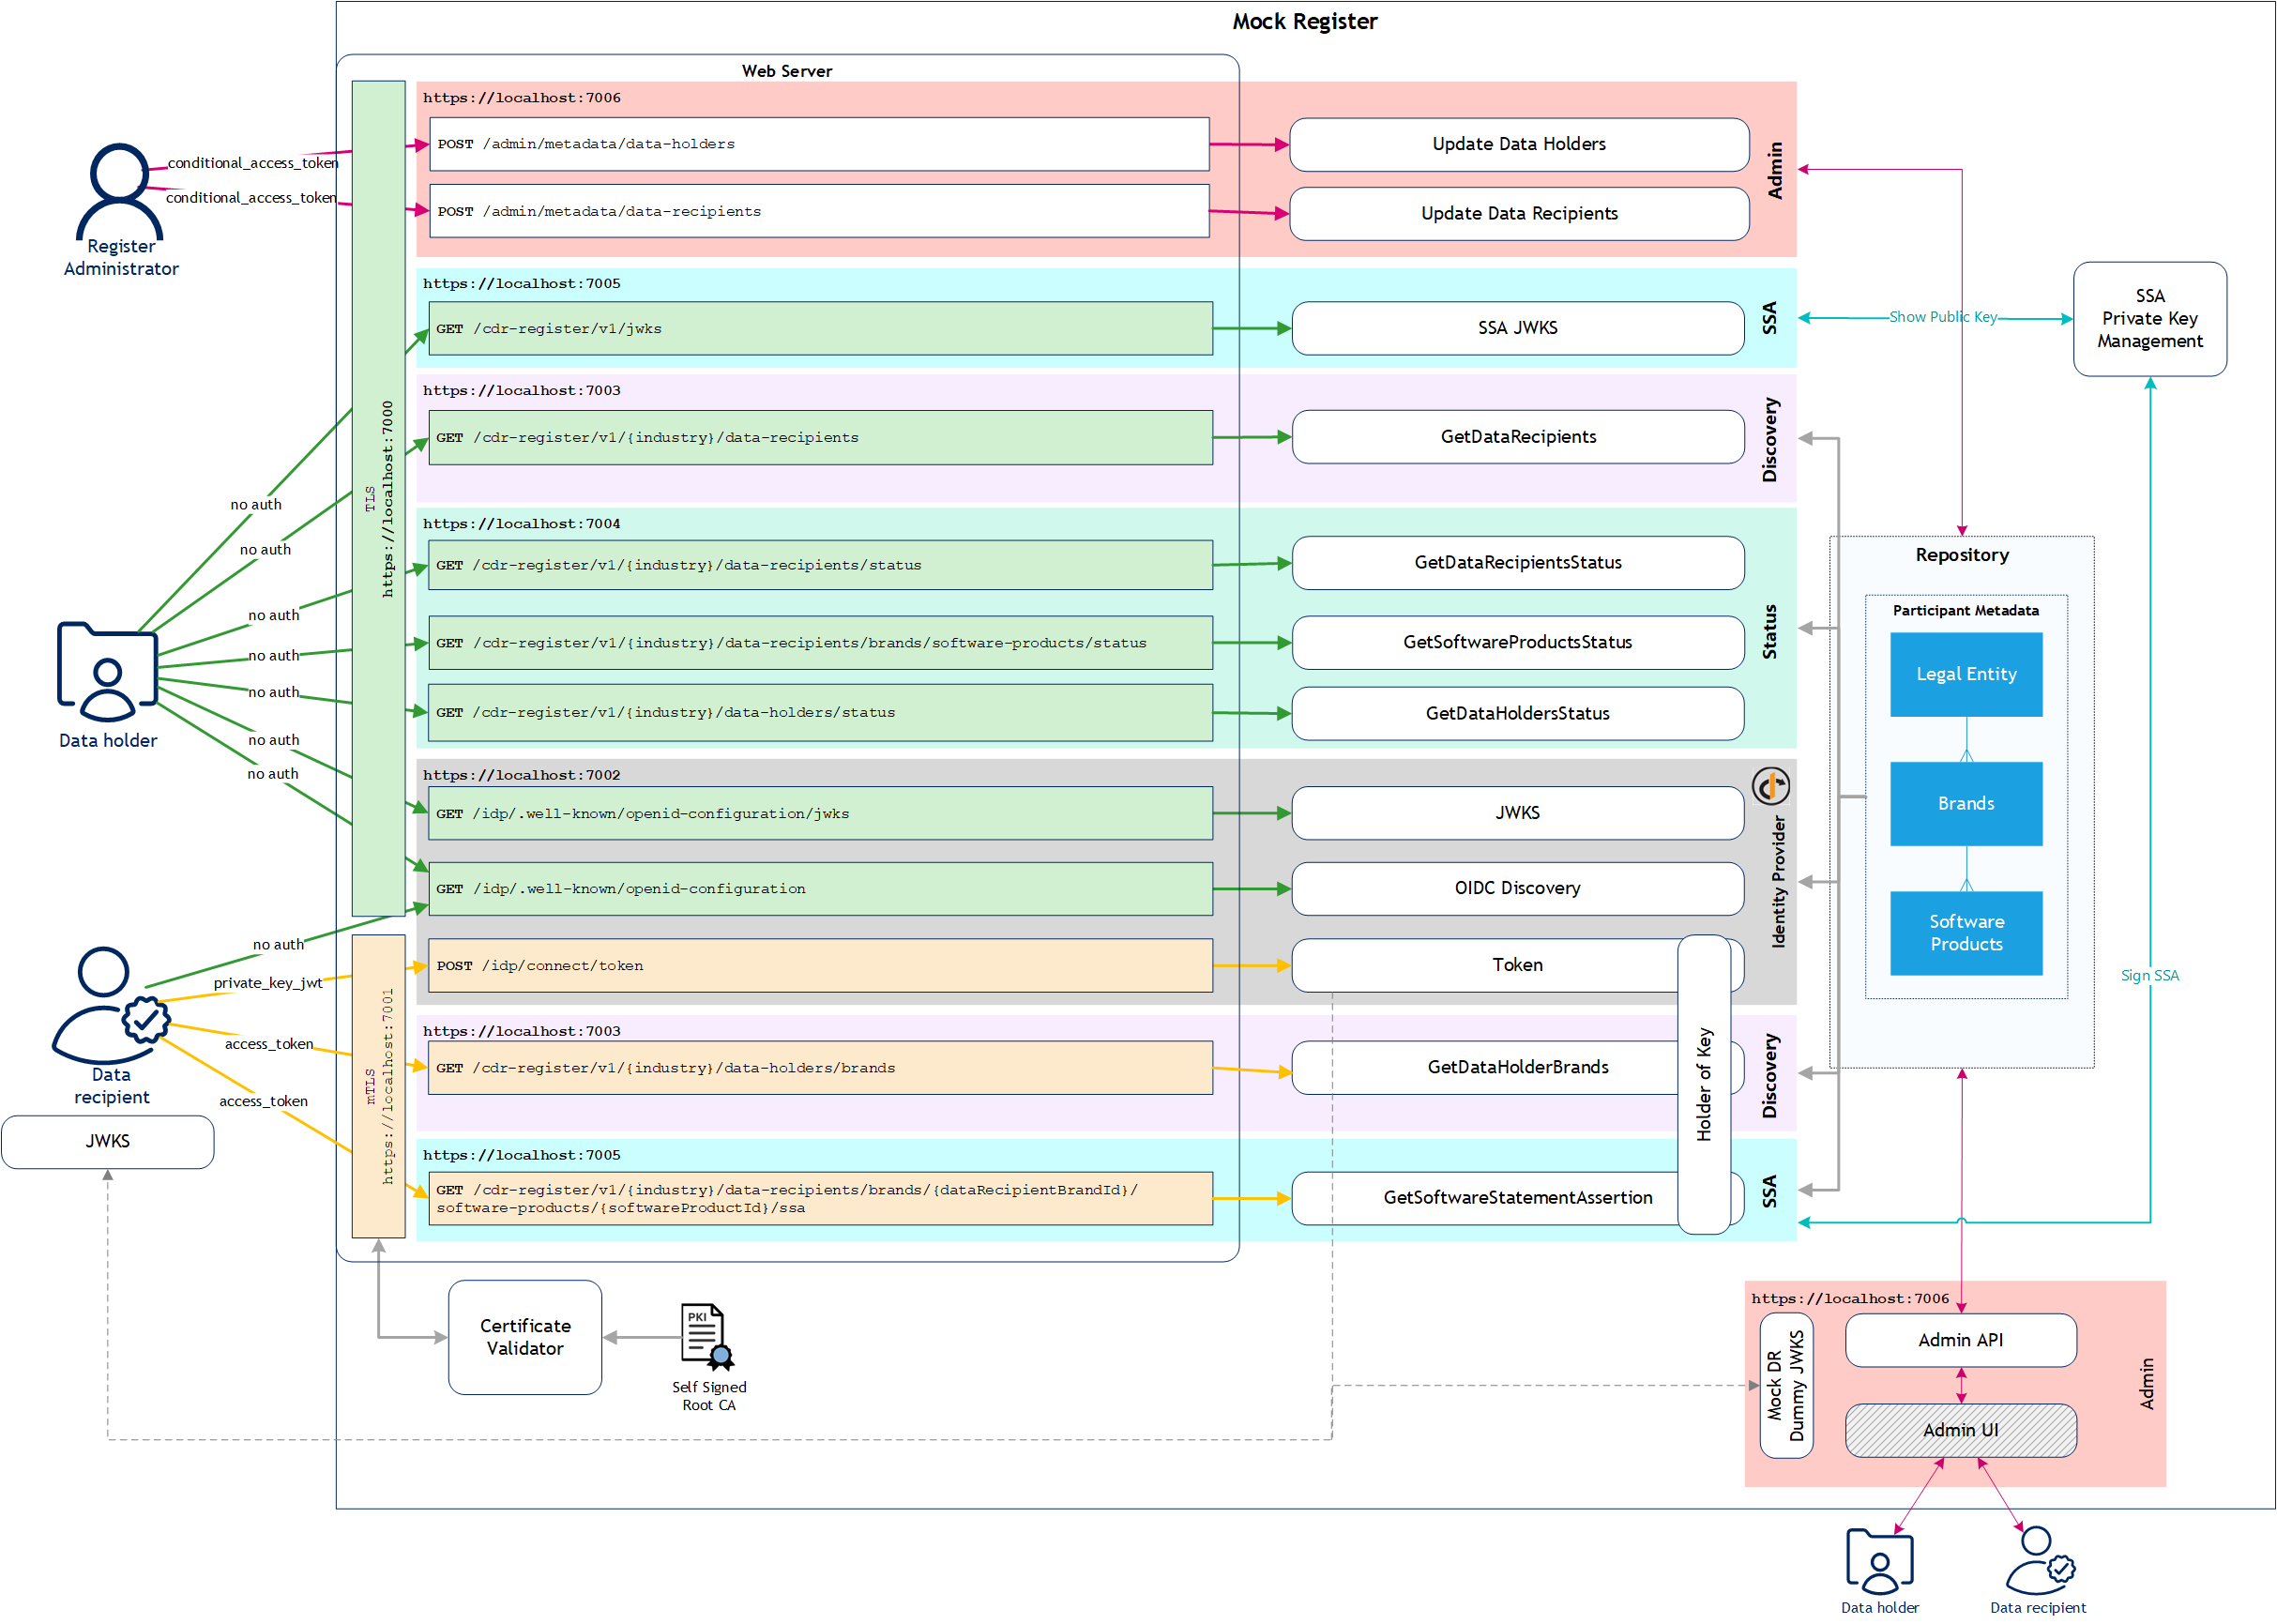 Mock Register
Web Server
https://localhost:7006
POST /admin/metadata/data-holders
Update Data Holders
POST /admin/metadata/data-recipients
Update Data Recipients
Admin
conditional_access_token
conditional_access_token
Register
Administrator
https://localhost:7005
GET /cdr-register/v1/jwks
SSA JWKS
SSA
Show Public Key
SSA
Private Key
Management
https://localhost:7003
GET /cdr-register/v1/{industry}/data-recipients
GetDataRecipients
Discovery
TLS
https://localhost:7000
no auth
no auth
no auth
no auth
no auth
no auth
no auth
Data holder
https://localhost:7004
GET /cdr-register/v1/{industry}/data-recipients/status
GetDataRecipientsStatus
GET /cdr-register/v1/{industry}/data-recipients/brands/software-products/status
GetSoftwareProductsStatus
GET /cdr-register/v1/{industry}/data-holders/status
GetDataHoldersStatus
Status
Repository
Participant Metadata
Legal Entity
Brands
Software
Products
https://localhost:7002
GET /idp/.well-known/openid-configuration/jwks
JWKS
GET /idp/.well-known/openid-configuration
OIDC Discovery
POST /idp/connect/token
Token
Identity Provider
no auth
private_key_jwt
access_token
access_token
Data
recipient
JWKS
mTLS
https://localhost:7001
https://localhost:7003
GET /cdr-register/v1/{industry}/data-holders/brands
GetDataHolderBrands
Holder of Key
Discovery
Sign SSA
https://localhost:7005
GET /cdr-register/v1/{industry}/data-recipients/brands/{dataRecipientBrandId}/
software-products/{softwareProductId}/ssa
GetSoftwareStatementAssertion
SSA
Certificate
Validator
PKI
Self Signed
Root CA
https://localhost:7006
Mock DR
Dummy JWKS
Admin API
Admin UI
Admin
Data holder
Data recipient